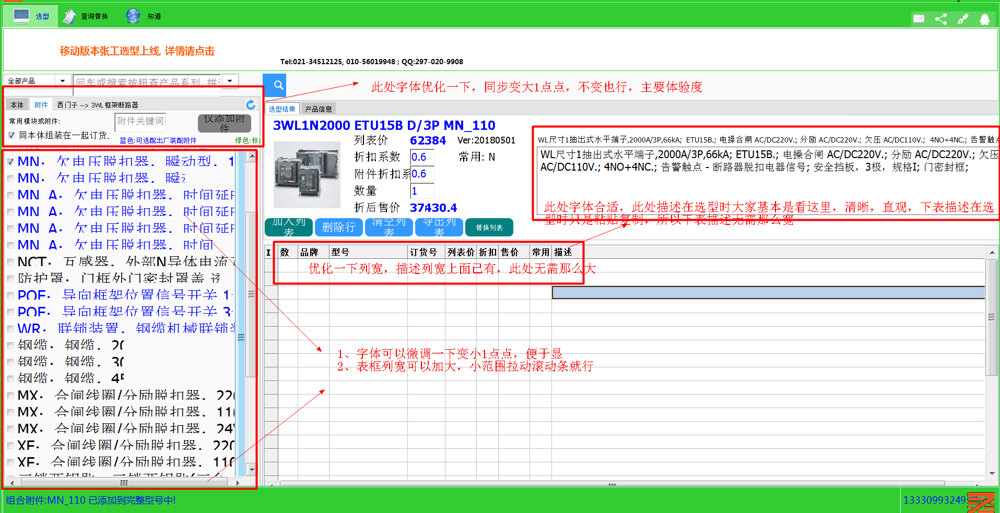 选型 查询替换 知道
移动版本张工选型上线, 详情请点击
Tel:021-34512125, 010-56019948 ; QQ:297-020-9908
全部产品 回车或搜索按钮查产品系列, 拼
此处字体优化一下，同步变大1点点，不变也行，主要体验度
本体 附件 西门子 --> 3WL 框架断路器
常用模块或附件: 附件关键词 仅添加附件
同本体组装在一起订货.
蓝色:可选配出厂装配附件 绿色:标
MN. 欠电压脱扣器. 瞬动型. 1
MN. 欠电压脱扣器. 瞬
MN_A. 欠电压脱扣器. 时间延
MN_A. 欠电压脱扣器. 时间延
MN_A. 欠电压脱扣器. 时间延
MN_A. 欠电压脱扣器. 时间
NCT. 互感器. 外部N导体电流
防护罩. 门框外门密封罩盖
POF. 导向框架位置信号开关 1
POF. 导向框架位置信号开关 3
WR. 联锁装置. 钢缆机械联锁
钢缆. 钢缆. 20
钢缆. 钢缆. 30
钢缆. 钢缆. 45
MX. 合闸线圈/分励脱扣器. 220
MX. 合闸线圈/分励脱扣器. 110
MX. 合闸线圈/分励脱扣器. 24V
XF. 合闸线圈/分励脱扣器. 220
XF. 合闸线圈/分励脱扣器. 110
选型结果 产品信息
3WL1N2000 ETU15B D/3P MN_110
列表价 62384 Ver:20180501
折扣系数 0.6 常用: N
附件折扣系 0.6
数量 1
折后售价 37430.4
加入列表 删除行 清空列表 导出列表 替换列表
WL尺寸1抽出式水平端子,2000A/3P,66kA; ETU15B.; 电操合闸 AC/DC220V.; 分励 AC/DC220V.; 欠压 AC/DC110V.; 4NO+4NC.; 告警触点
WL尺寸1抽出式水平端子,2000A/3P,66kA; ETU15B.; 电操合闸 AC/DC220V.; 分励 AC/DC220V.; 欠压
AC/DC110V.; 4NO+4NC.; 告警触点 - 断路器脱扣电器信号; 安全挡板，3极，规格I; 门密封框;
此处字体合适，此处描述在选型时大家基本是看这里，清晰，直观，下表描述在选
型时只是粘贴复制，所以下表描述无需那么宽
I 数 品牌 型号 订货号 列表价 折扣 售价 常用 描述
优化一下列宽，描述列宽上面已有，此处无需那么大
1、字体可以微调一下变小1点点，便于显
2、表框列宽可以加大，小范围拉动滚动条就行
组合附件:MN_110 已添加到完整型号中! 13330993249